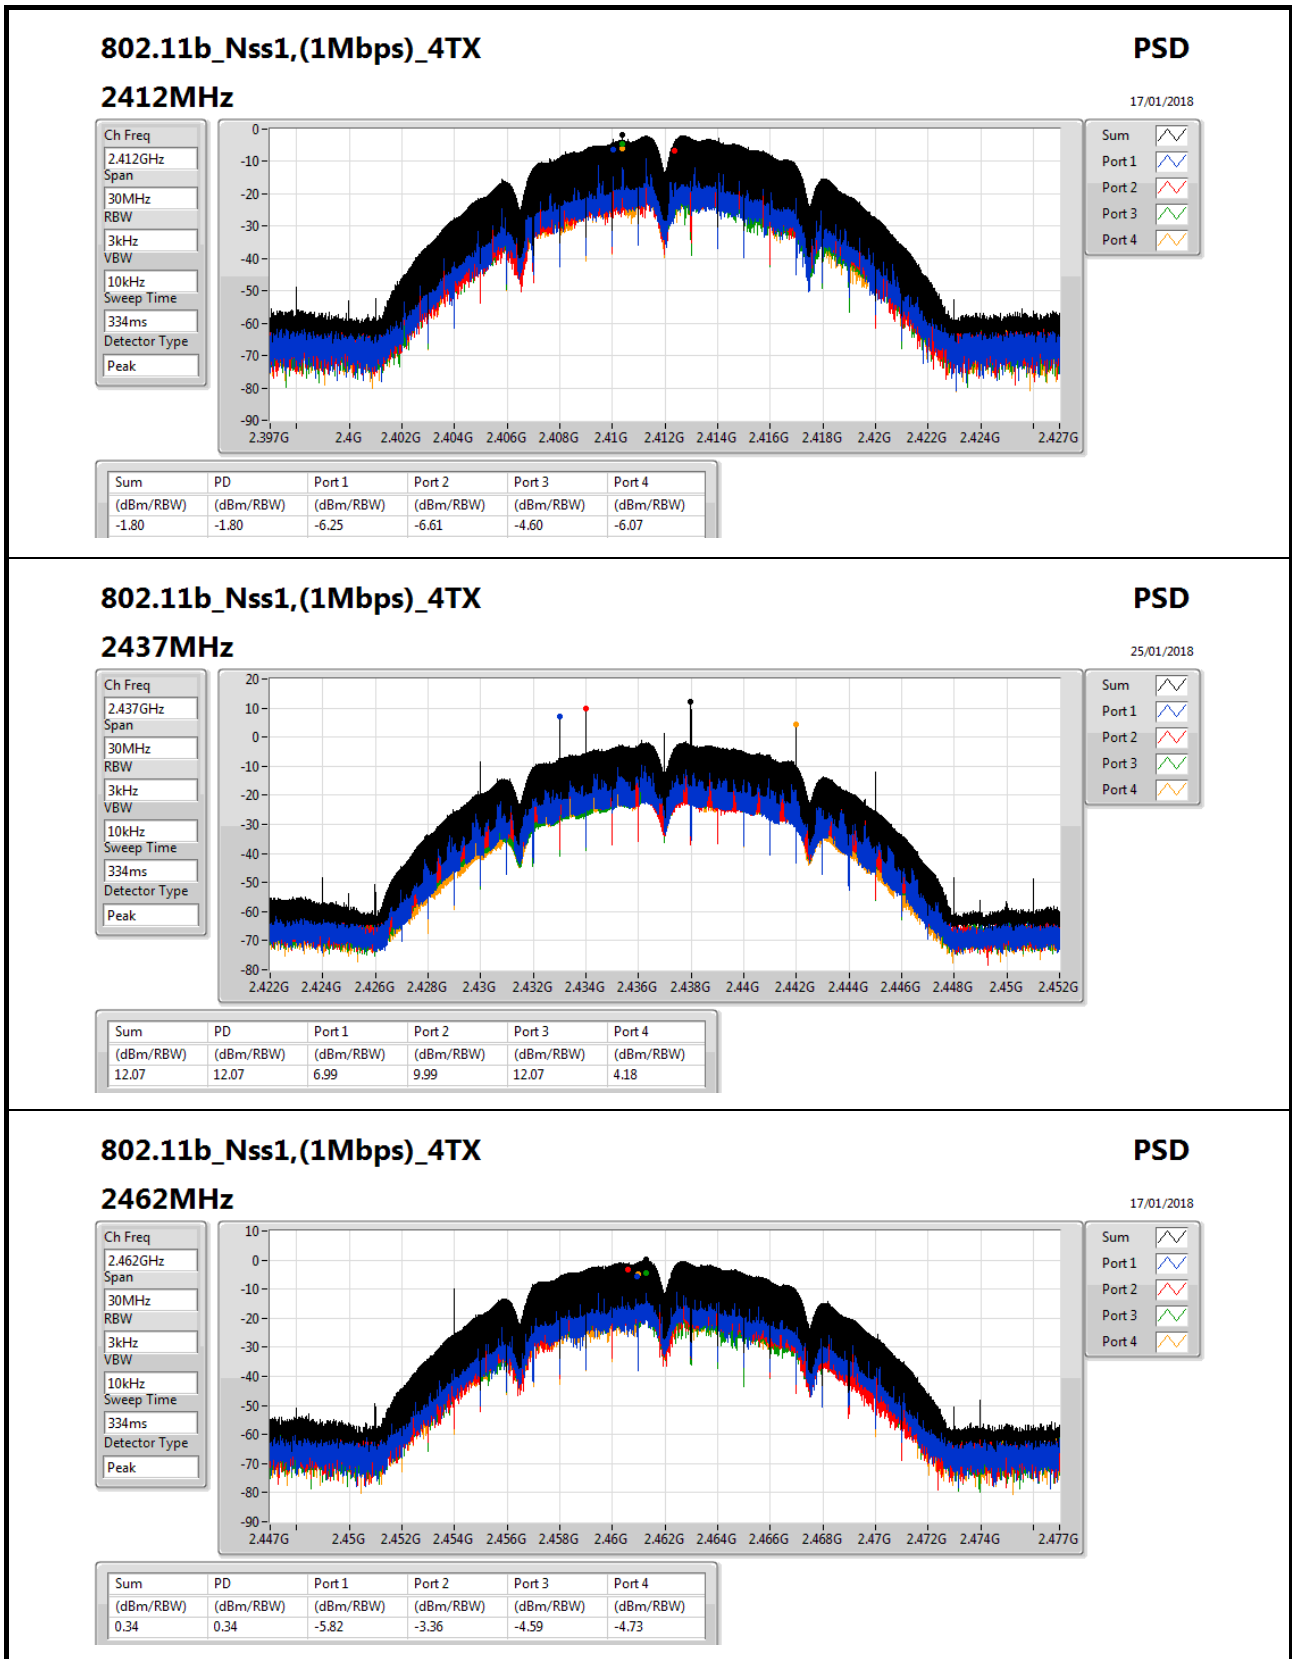 802.11b_Nss1,(1Mbps)_4TX PSD
2412MHz 17/01/2018
Ch Freq
2.412GHz
Span
30MHz
RBW
3kHz
VBW
10kHz
Sweep Time
334ms
Detector Type
Peak
0
-10
-20
-30
-40
-50
-60
-70
-80
-90
2.397G 2.4G 2.402G 2.404G 2.406G 2.408G 2.41G 2.412G 2.414G 2.416G 2.418G 2.42G 2.422G 2.424G 2.427G
Sum
Port 1
Port 2
Port 3
Port 4
Sum PD Port 1 Port 2 Port 3 Port 4
(dBm/RBW) (dBm/RBW) (dBm/RBW) (dBm/RBW) (dBm/RBW) (dBm/RBW)
-1.80 -1.80 -6.25 -6.61 -4.60 -6.07
802.11b_Nss1,(1Mbps)_4TX PSD
2437MHz 25/01/2018
Ch Freq
2.437GHz
Span
30MHz
RBW
3kHz
VBW
10kHz
Sweep Time
334ms
Detector Type
Peak
20
10
0
-10
-20
-30
-40
-50
-60
-70
-80
2.422G 2.424G 2.426G 2.428G 2.43G 2.432G 2.434G 2.436G 2.438G 2.44G 2.442G 2.444G 2.446G 2.448G 2.45G 2.452G
Sum
Port 1
Port 2
Port 3
Port 4
Sum PD Port 1 Port 2 Port 3 Port 4
(dBm/RBW) (dBm/RBW) (dBm/RBW) (dBm/RBW) (dBm/RBW) (dBm/RBW)
12.07 12.07 6.99 9.99 12.07 4.18
802.11b_Nss1,(1Mbps)_4TX PSD
2462MHz 17/01/2018
Ch Freq
2.462GHz
Span
30MHz
RBW
3kHz
VBW
10kHz
Sweep Time
334ms
Detector Type
Peak
10
0
-10
-20
-30
-40
-50
-60
-70
-80
-90
2.447G 2.45G 2.452G 2.454G 2.456G 2.458G 2.46G 2.462G 2.464G 2.466G 2.468G 2.47G 2.472G 2.474G 2.477G
Sum
Port 1
Port 2
Port 3
Port 4
Sum PD Port 1 Port 2 Port 3 Port 4
(dBm/RBW) (dBm/RBW) (dBm/RBW) (dBm/RBW) (dBm/RBW) (dBm/RBW)
0.34 0.34 -5.82 -3.36 -4.59 -4.73